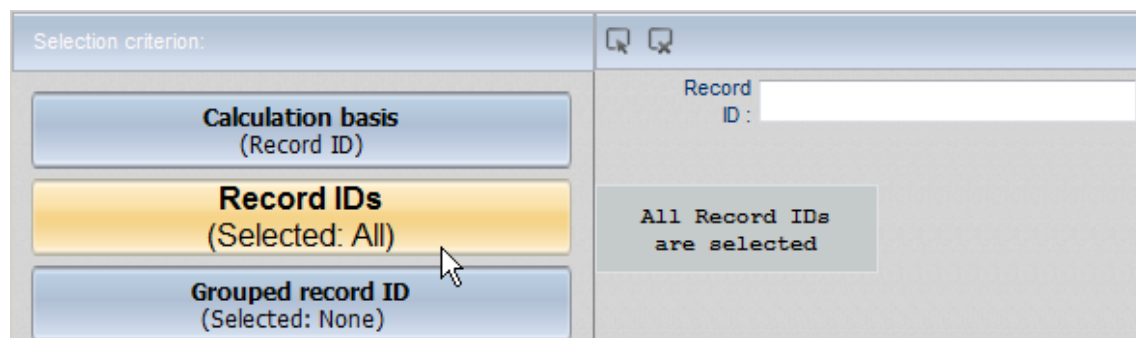 Selection criterion:
Calculation basis
(Record ID)
Record IDs
(Selected: All)
Grouped record ID
(Selected: None)
Record
ID :
All Record IDs
are selected